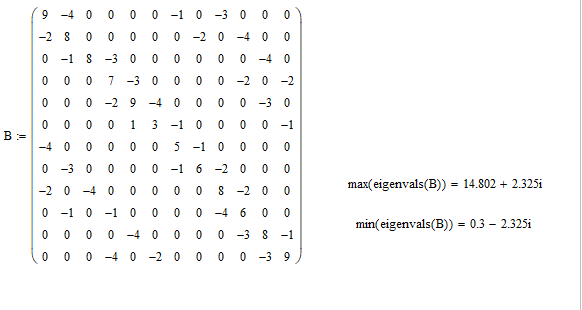 9 −4 0 0 0 0 −1 0 −3 0 0 0
−2 8 0 0 0 0 0 −2 0 −4 0 0
0 −1 8 −3 0 0 0 0 0 0 −4 0
0 0 0 7 −3 0 0 0 0 −2 0 −2
0 0 0 −2 9 −4 0 0 0 0 −3 0
0 0 0 0 1 3 −1 0 0 0 0 −1
B :=
−4 0 0 0 0 0 5 −1 0 0 0 0
0 −3 0 0 0 0 −1 6 −2 0 0 0
−2 0 −4 0 0 0 0 0 8 −2 0 0
0 −1 0 −1 0 0 0 0 −4 6 0 0
0 0 0 0 −4 0 0 0 0 −3 8 −1
0 0 0 −4 0 −2 0 0 0 0 −3 9
max(eigenvals(B)) = 14.802 + 2.325i
min(eigenvals(B)) = 0.3 − 2.325i